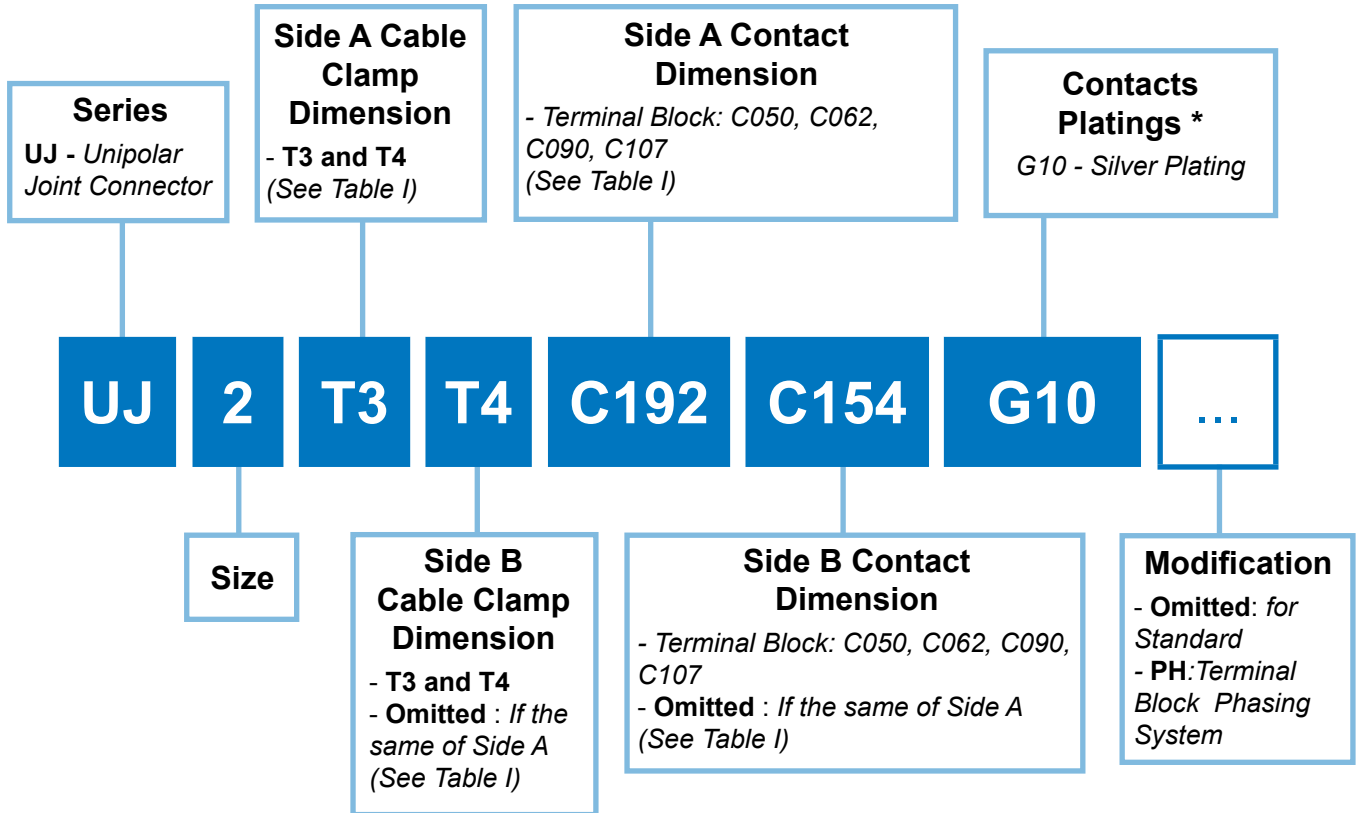 Series
UJ - Unipolar
Joint Connector
Side A Cable
Clamp
Dimension
- T3 and T4
(See Table I)
Side A Contact
Dimension
- Terminal Block: C050, C062,
C090, C107
(See Table I)
Contacts
Platings *
G10 - Silver Plating
UJ
2
T3
T4
C192
C154
G10
...
Size
Side B
Cable Clamp
Dimension
- T3 and T4
- Omitted : If the
same of Side A
(See Table I)
Side B Contact
Dimension
- Terminal Block: C050, C062, C090,
C107
- Omitted : If the same of Side A
(See Table I)
Modification
- Omitted: for
Standard
- PH:Terminal
Block Phasing
System